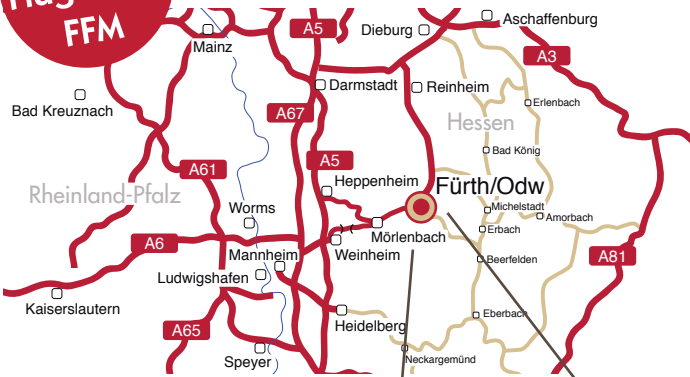 FFM
Mainz
A5
Dieburg
Aschaffenburg
A3
Bad Kreuznach
Darmstadt
Reinheim
Erlenbach
A67
Hessen
Bad König
A61
A5
Heppenheim
Fürth/Odw
Rheinland-Pfalz
Worms
Michelstadt
Amorbach
A6
Mörlenbach
Erbach
Mannheim
Weinheim
Beerfelden
A81
Ludwigshafen
Kaiserslautern
Heidelberg
Eberbach
A65
Speyer
Neckargemünd